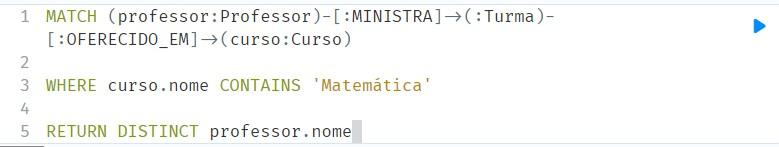 1 MATCH (professor:Professor)-[:MINISTRA]->(:Turma)-
[:OFERECIDO_EM]->(curso:Curso)
2
3 WHERE curso.nome CONTAINS 'Matemática'
4
5 RETURN DISTINCT professor.nome